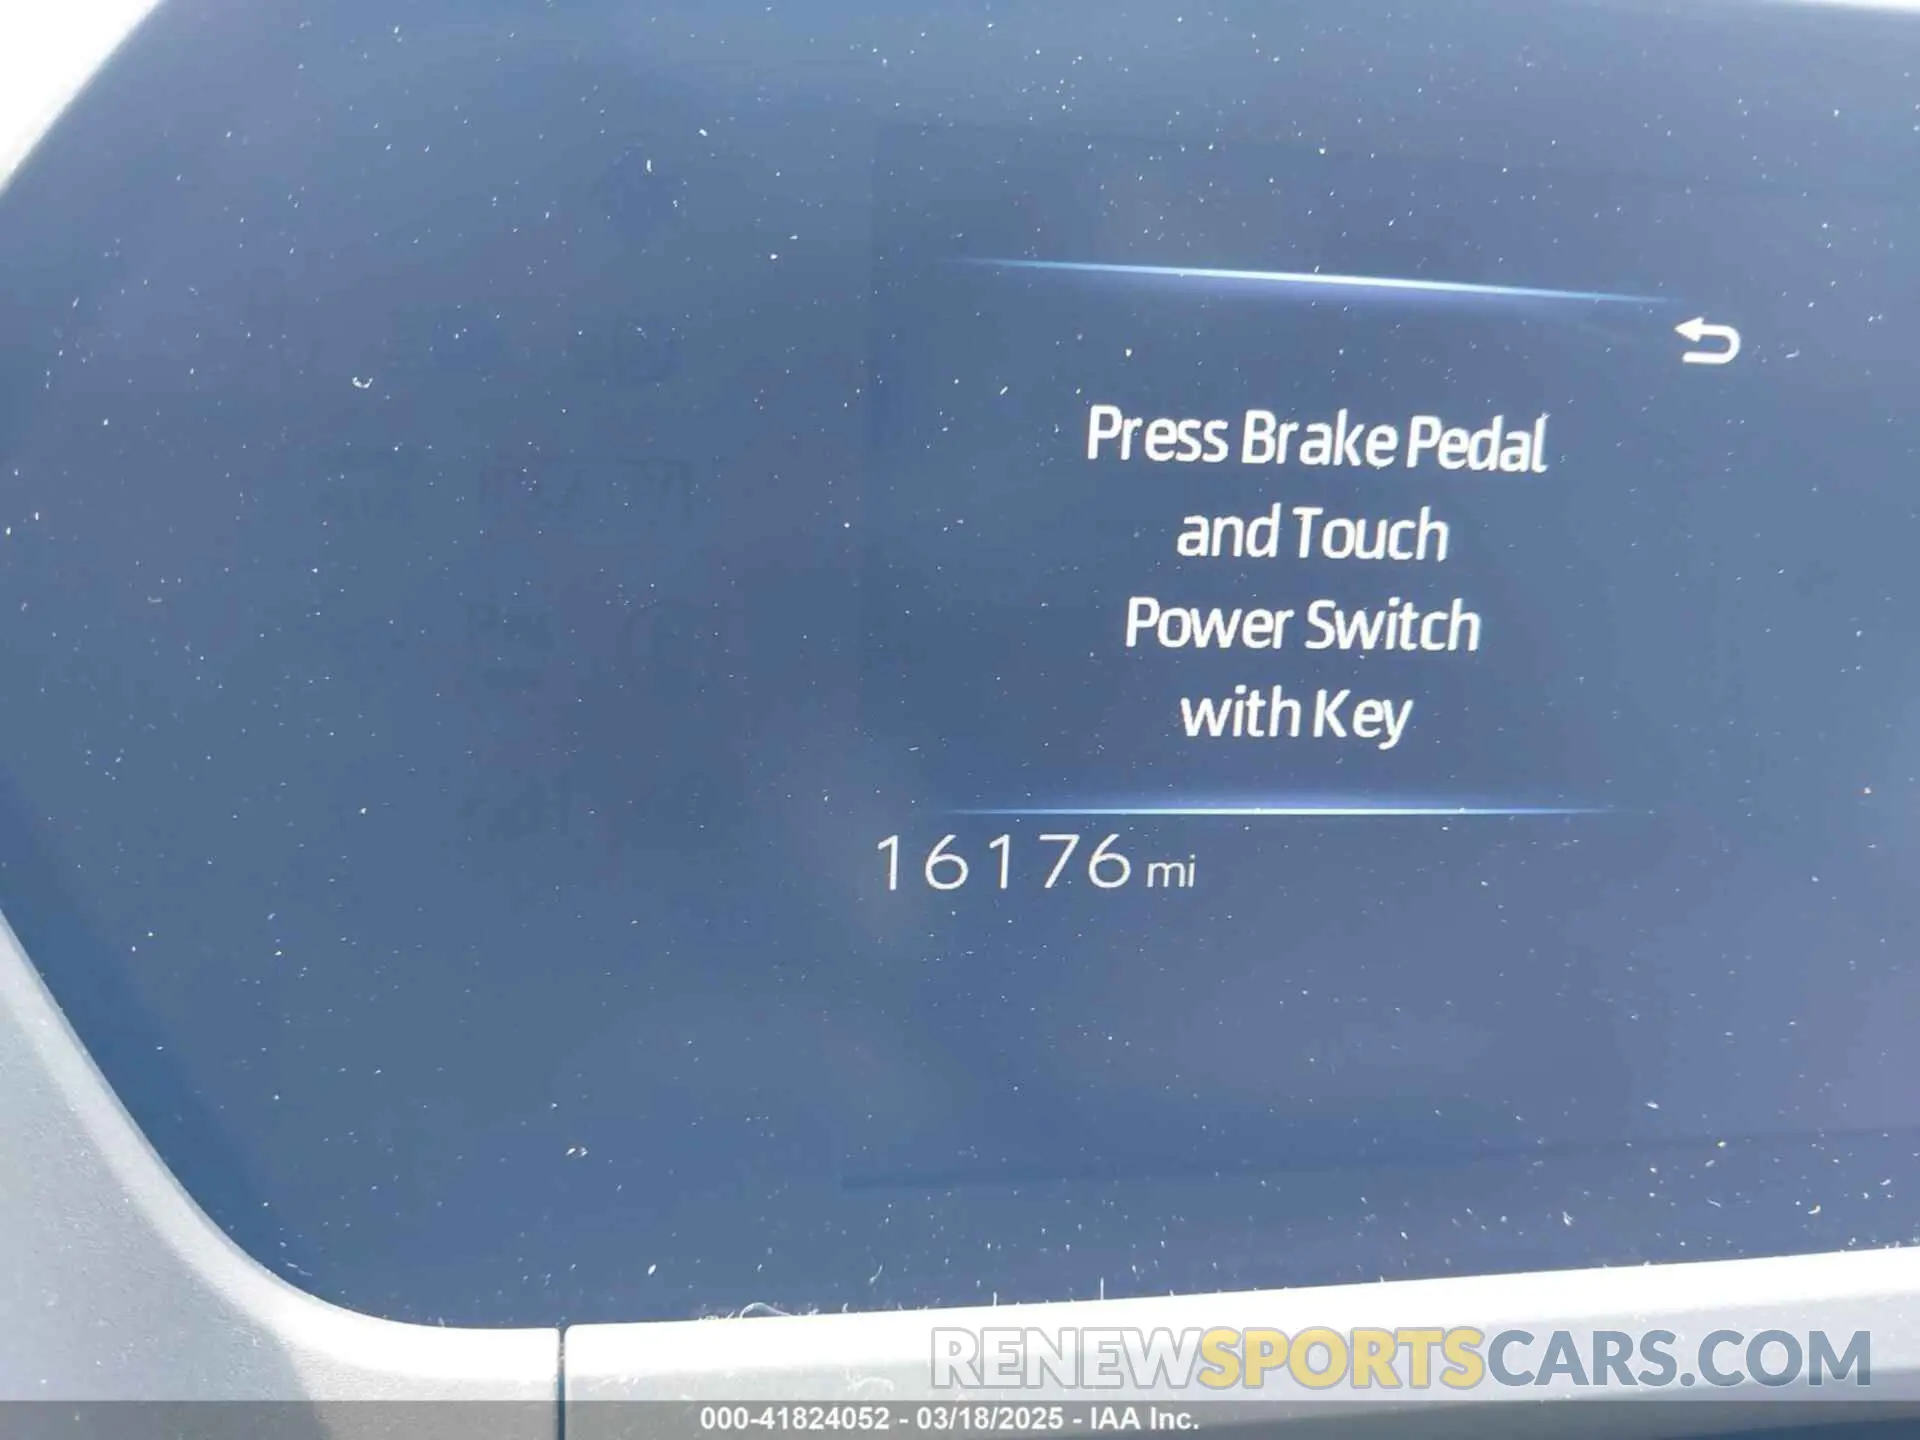 Press Brake Pedal
and Touch
Power Switch
with Key
16176 mi
RENEWSPORTSCARS.COM
000-41824052 - 03/18/2025 - IAA Inc.